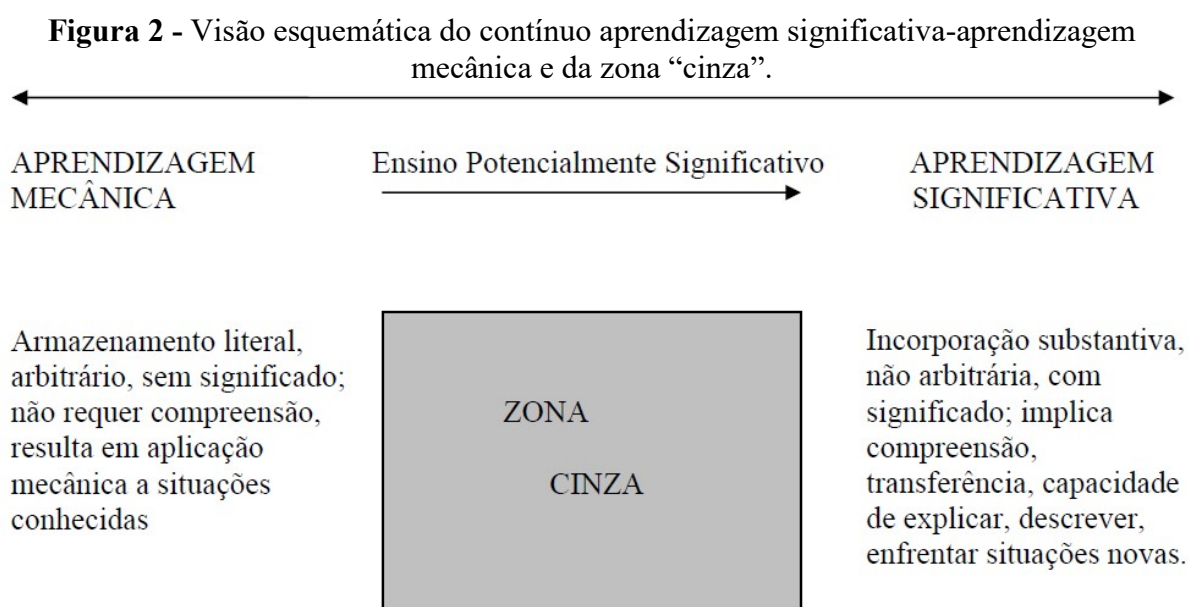 Figura 2 - Visão esquemática do contínuo aprendizagem significativa-aprendizagem
mecânica e da zona “cinza”.
APRENDIZAGEM
MECÂNICA
Ensino Potencialmente Significativo
APRENDIZAGEM
SIGNIFICATIVA
Armazenamento literal,
arbitrário, sem significado;
não requer compreensão,
resulta em aplicação
mecânica a situações
conhecidas
ZONA
CINZA
Incorporação substantiva,
não arbitrária, com
significado; implica
compreensão,
transferência, capacidade
de explicar, descrever,
enfrentar situações novas.